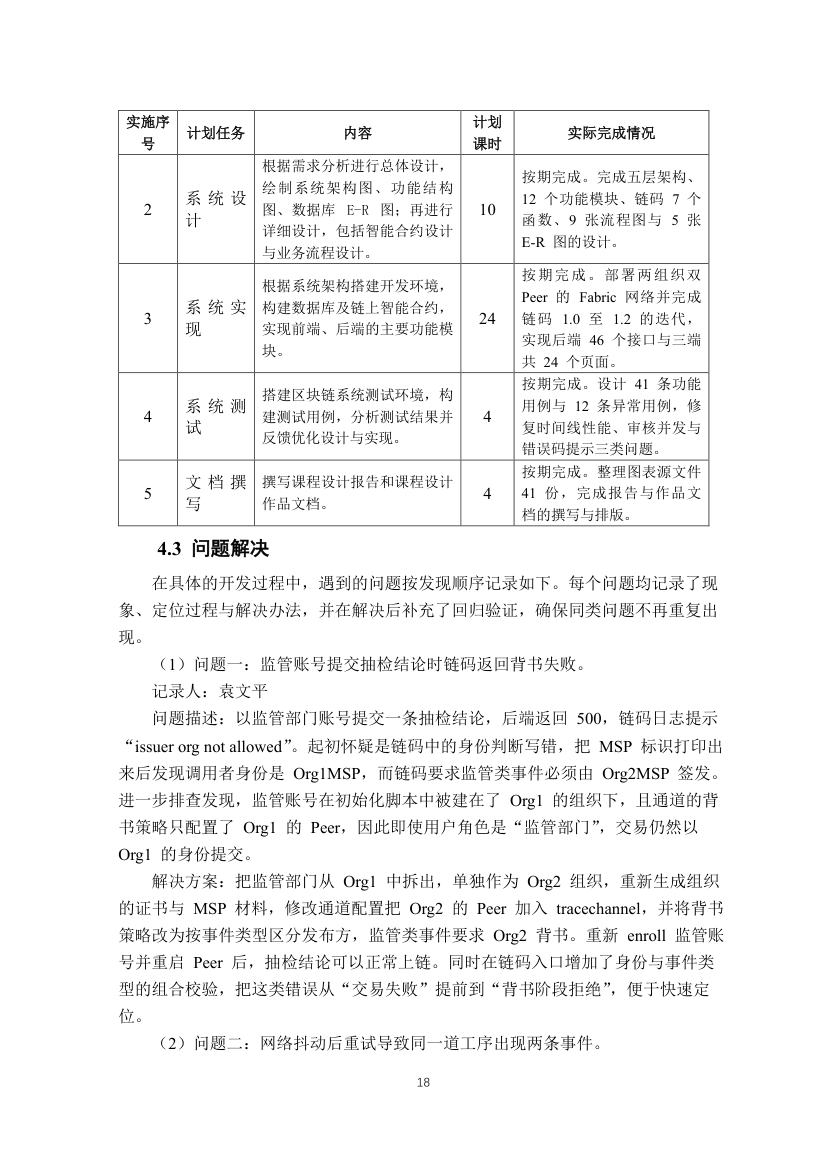 实施序号 计划任务 内容 计划课时 实际完成情况
2 系统设计 根据需求分析进行总体设计，绘制系统架构图、功能结构图、数据库 E-R 图；再进行详细设计，包括智能合约设计与业务流程设计。 10 按期完成。完成五层架构、12 个功能模块、链码 7 个函数、9 张流程图与 5 张 E-R 图的设计。
3 系统实现 根据系统架构搭建开发环境，构建数据库及链上智能合约，实现前端、后端的主要功能模块。 24 按期完成。部署两组织双 Peer 的 Fabric 网络并完成链码 1.0 至 1.2 的迭代，实现后端 46 个接口与三端共 24 个页面。
4 系统测试 搭建区块链系统测试环境，构建测试用例，分析测试结果并反馈优化设计与实现。 4 按期完成。设计 41 条功能用例与 12 条异常用例，修复时间线性能、审核并发与错误码提示三类问题。
5 文档撰写 撰写课程设计报告和课程设计作品文档。 4 按期完成。整理图表源文件 41 份，完成报告与作品文档的撰写与排版。
4.3 问题解决
在具体的开发过程中，遇到的问题按发现顺序记录如下。每个问题均记录了现
象、定位过程与解决办法，并在解决后补充了回归验证，确保同类问题不再重复出
现。
（1）问题一：监管账号提交抽检结论时链码返回背书失败。
记录人：袁文平
问题描述：以监管部门账号提交一条抽检结论，后端返回 500，链码日志提示
“issuer org not allowed”。起初怀疑是链码中的身份判断写错，把 MSP 标识打印出
来后发现调用者身份是 Org1MSP，而链码要求监管类事件必须由 Org2MSP 签发。
进一步排查发现，监管账号在初始化脚本中被建在了 Org1 的组织下，且通道的背
书策略只配置了 Org1 的 Peer，因此即使用户角色是“监管部门”，交易仍然以
Org1 的身份提交。
解决方案：把监管部门从 Org1 中拆出，单独作为 Org2 组织，重新生成组织
的证书与 MSP 材料，修改通道配置把 Org2 的 Peer 加入 tracechannel，并将背书
策略改为按事件类型区分发布方，监管类事件要求 Org2 背书。重新 enroll 监管账
号并重启 Peer 后，抽检结论可以正常上链。同时在链码入口增加了身份与事件类
型的组合校验，把这类错误从“交易失败”提前到“背书阶段拒绝”，便于快速定
位。
（2）问题二：网络抖动后重试导致同一道工序出现两条事件。
18